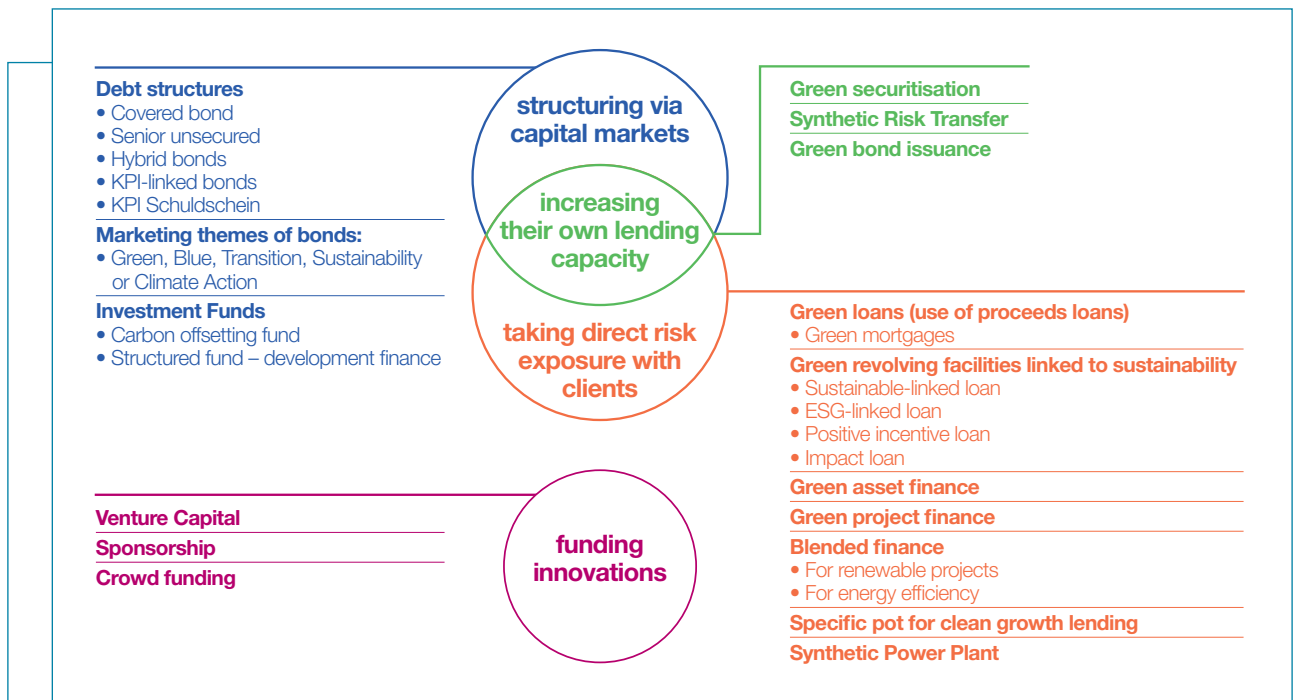 Debt structures
• Covered bond
• Senior unsecured
• Hybrid bonds
• KPI-linked bonds
• KPI Schuldschein
Marketing themes of bonds:
• Green, Blue, Transition, Sustainability
or Climate Action
Investment Funds
• Carbon offsetting fund
• Structured fund – development finance
structuring via
capital markets
increasing
their own lending
capacity
taking direct risk
exposure with
clients
Green securitisation
Synthetic Risk Transfer
Green bond issuance
Green loans (use of proceeds loans)
• Green mortgages
Green revolving facilities linked to sustainability
• Sustainable-linked loan
• ESG-linked loan
• Positive incentive loan
• Impact loan
Green asset finance
Green project finance
Blended finance
• For renewable projects
• For energy efficiency
Specific pot for clean growth lending
Synthetic Power Plant
Venture Capital
Sponsorship
Crowd funding
funding
innovations